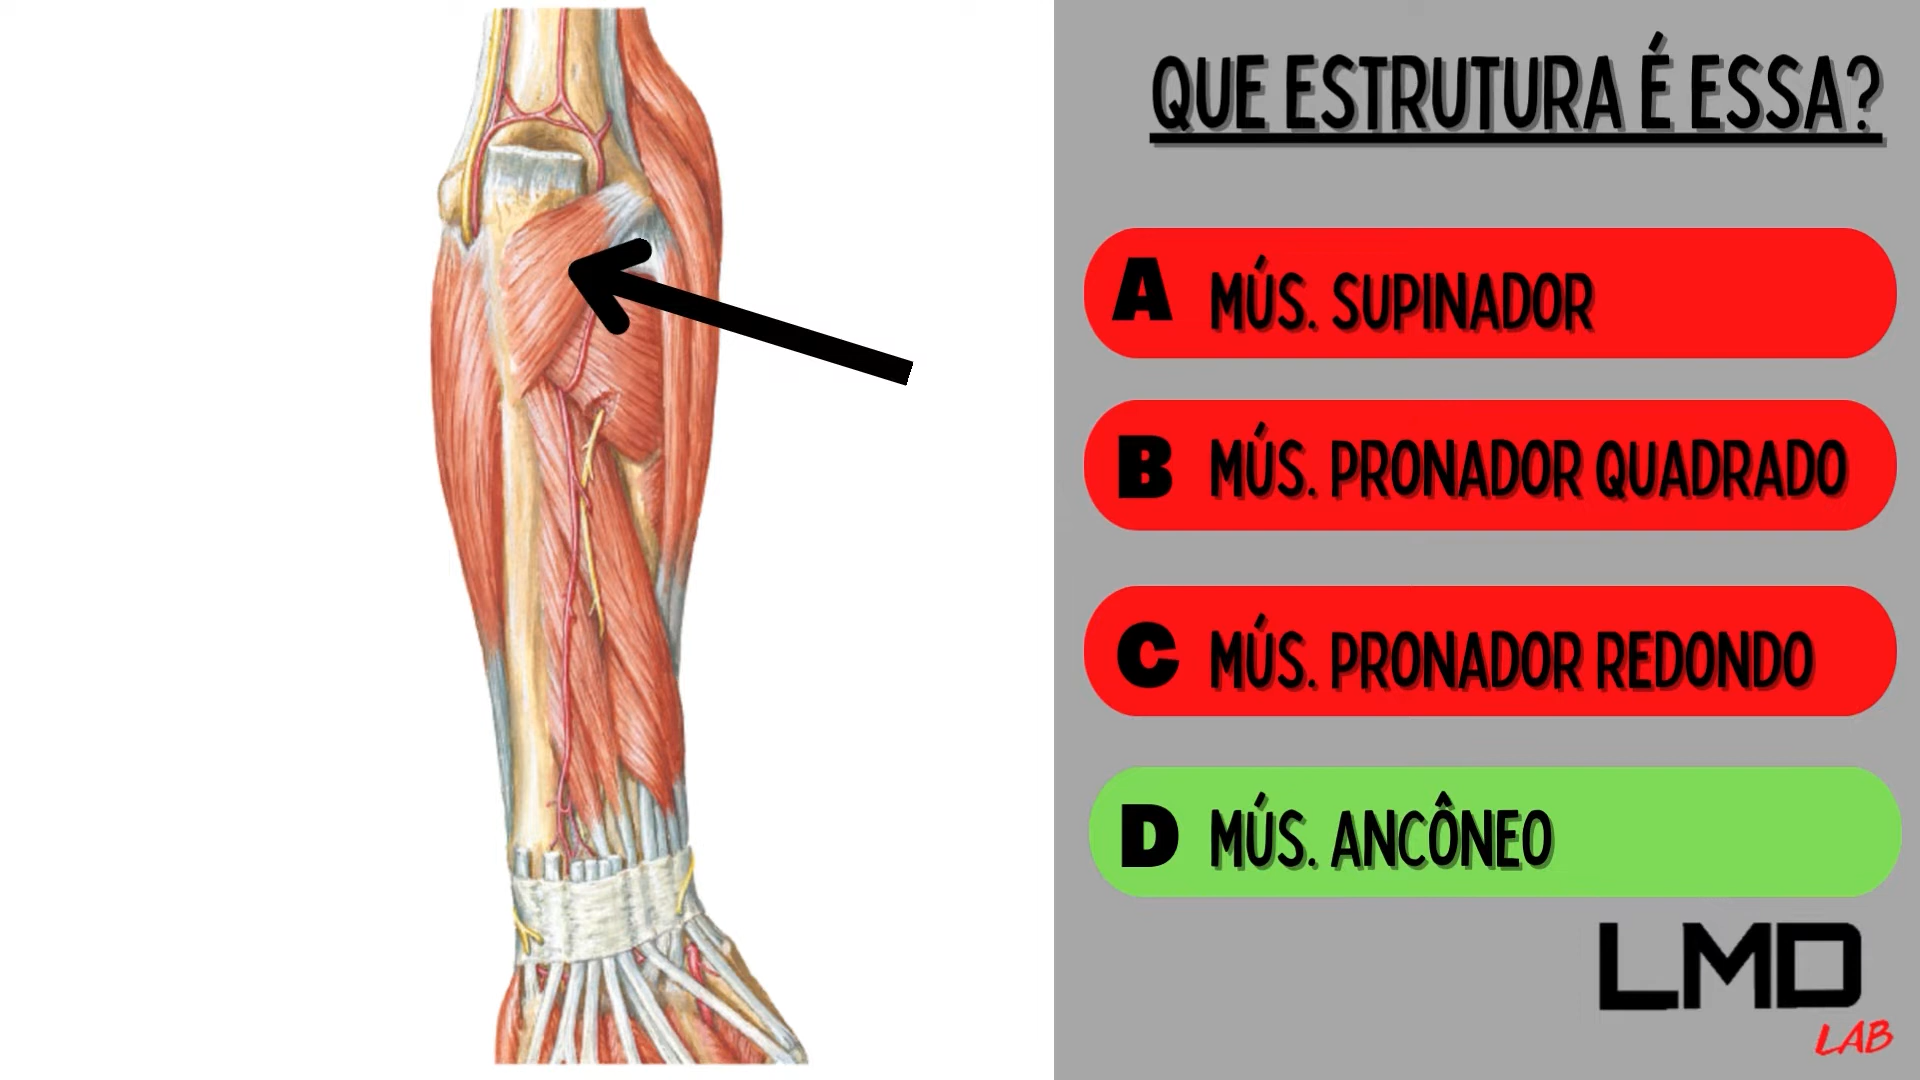 QUE ESTRUTURA É ESSA?
A MÚS. SUPINADOR
B MÚS. PRONADOR QUADRADO
C MÚS. PRONADOR REDONDO
D MÚS. ANCÔNEO
LMD
LAB